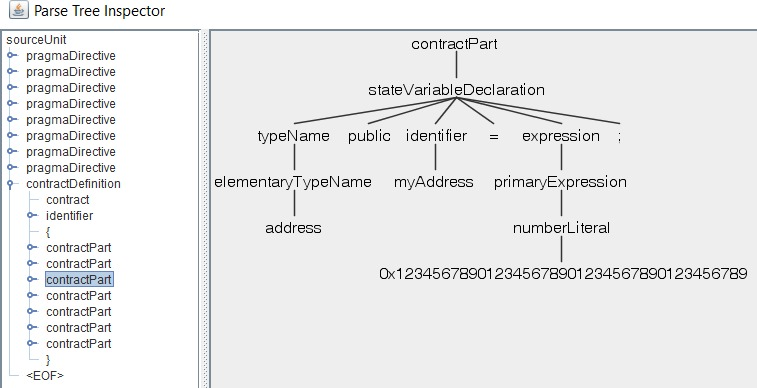 Parse Tree Inspector
sourceUnit
pragmaDirective
pragmaDirective
pragmaDirective
pragmaDirective
pragmaDirective
pragmaDirective
pragmaDirective
pragmaDirective
contractDefinition
contract
identifier
{
contractPart
contractPart
contractPart
contractPart
contractPart
contractPart
contractPart
}
<EOF>
contractPart
stateVariableDeclaration
typeName public identifier = expression ;
elementaryTypeName myAddress primaryExpression
address numberLiteral
0x123456789012345678901234567890123456789